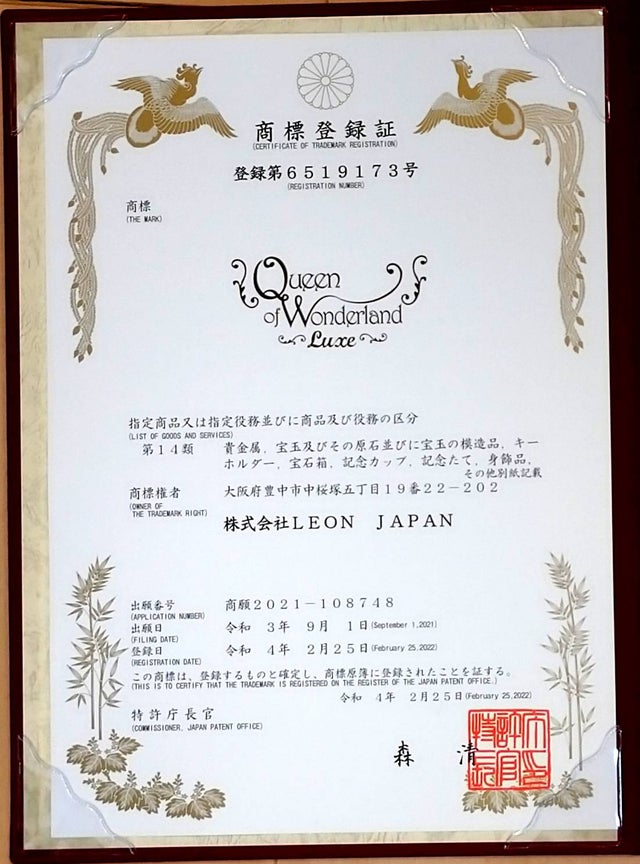 商標登録証
(CERTIFICATE OF TRADEMARK REGISTRATION)
登録第6519173号
(REGISTRATION NUMBER)
商標
(THE MARK)
Queen
of Wonderland
Luxe
指定商品又は指定役務並びに商品及び役務の区分
(LIST OF GOODS AND SERVICES)
第14類 貴金属，宝玉及びその原石並びに宝玉の模造品，キー
ホルダー，宝石箱，記念カップ，記念たて，身飾品，
その他別紙記載
商標権者 大阪府豊中市中桜塚五丁目19番22－202
(OWNER OF
THE TRADEMARK RIGHT)
株式会社LEON JAPAN
出願番号 商願2021－108748
(APPLICATION NUMBER)
出願日 令和 3年 9月 1日(September 1,2021)
(FILING DATE)
登録日 令和 4年 2月25日(February 25,2022)
(REGISTRATION DATE)
この商標は、登録するものと確定し、商標原簿に登録されたことを証する。
(THIS IS TO CERTIFY THAT THE TRADEMARK IS REGISTERED ON THE REGISTER OF THE JAPAN PATENT OFFICE.)
令和 4年 2月25日(February 25,2022)
特許庁長官
(COMMISSIONER, JAPAN PATENT OFFICE)
森 清
特許庁長官之印